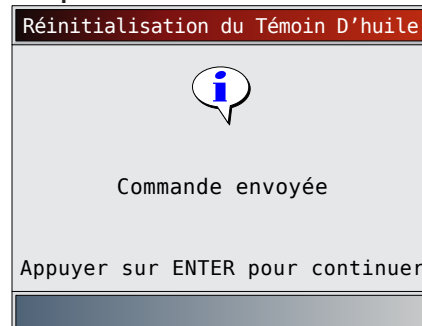 Réinitialisation du Témoin D'huile
i
Commande envoyée
Appuyer sur ENTER pour continuer